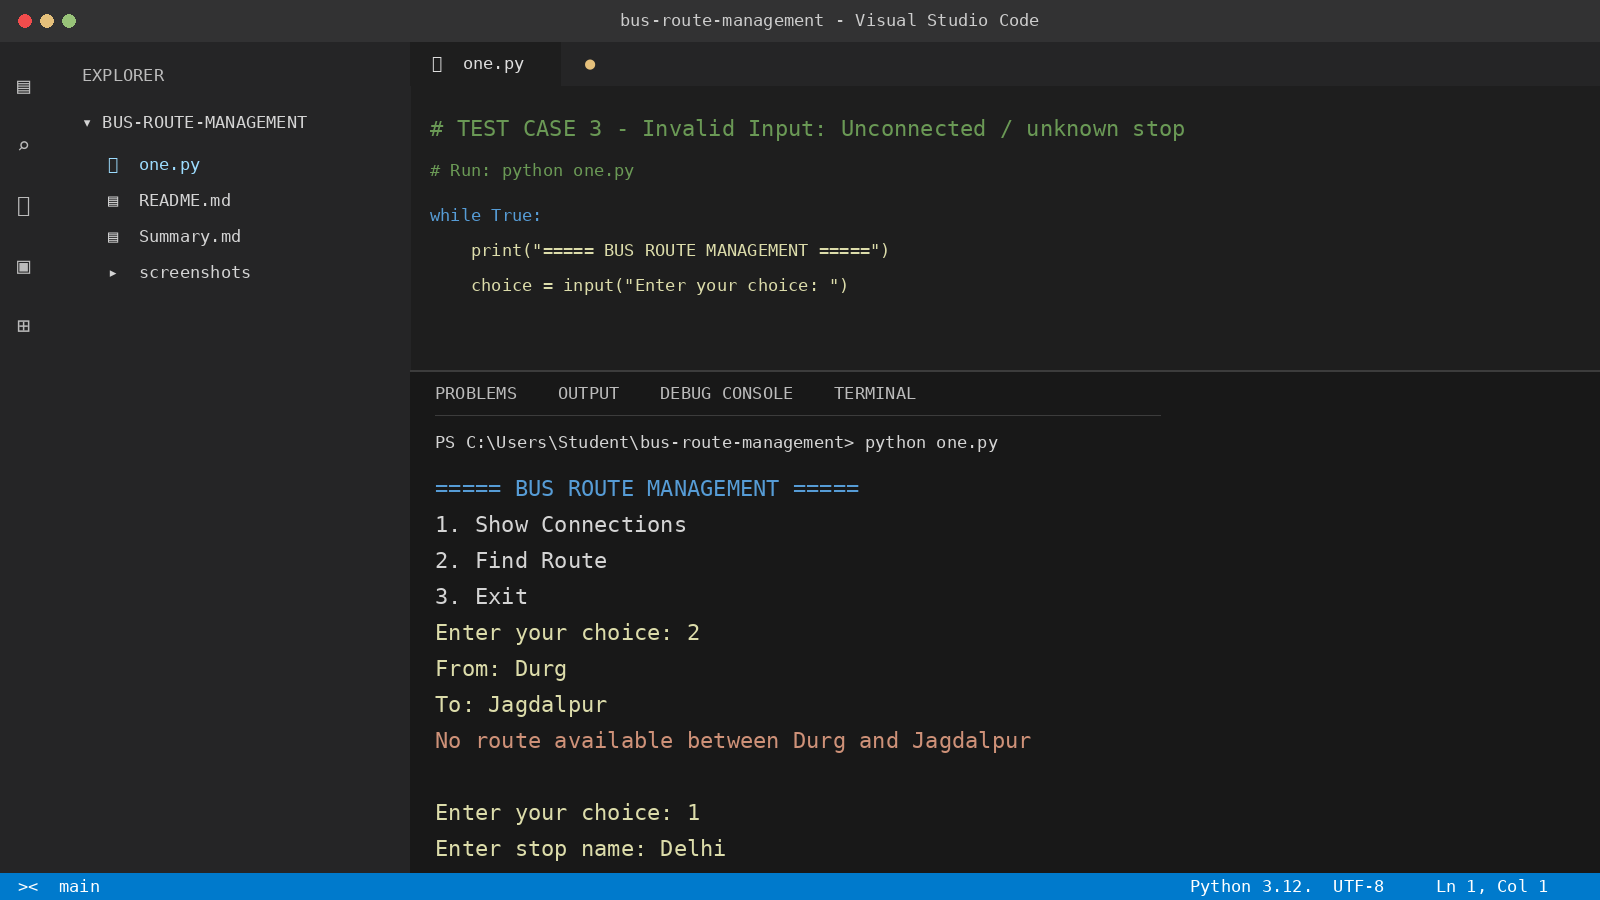 bus-route-management - Visual Studio Code
EXPLORER
BUS-ROUTE-MANAGEMENT
one.py
README.md
Summary.md
screenshots
one.py
# TEST CASE 3 - Invalid Input: Unconnected / unknown stop
# Run: python one.py
while True:
    print("===== BUS ROUTE MANAGEMENT =====")
    choice = input("Enter your choice: ")
PROBLEMS    OUTPUT    DEBUG CONSOLE    TERMINAL
PS C:\Users\Student\bus-route-management> python one.py
===== BUS ROUTE MANAGEMENT =====
1. Show Connections
2. Find Route
3. Exit
Enter your choice: 2
From: Durg
To: Jagdalpur
No route available between Durg and Jagdalpur
Enter your choice: 1
Enter stop name: Delhi
>< main    Python 3.12.  UTF-8    Ln 1, Col 1